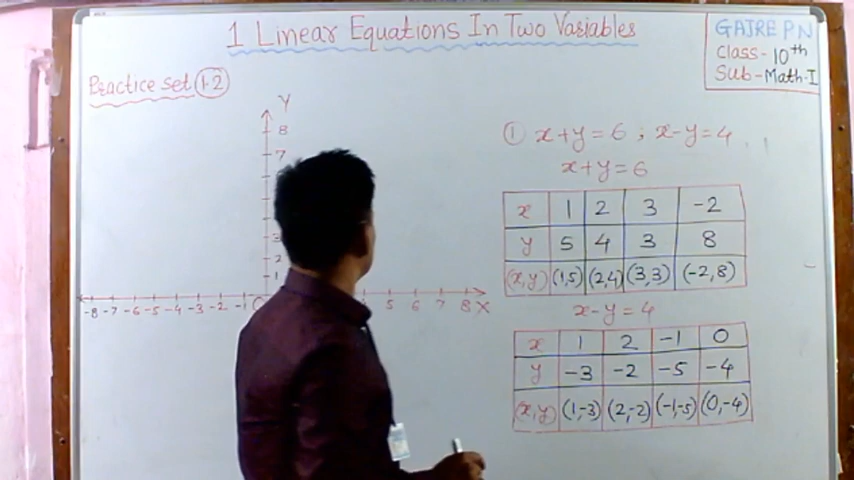 1 Linear Equations In Two Variables
GAJRE P N
Class- 10th
Sub-Math-I
Practice set 1.2
Y
8
7
3
2
1
-8 -7 -6 -5 -4 -3 -2 -1 O 5 6 7 8 X
① x+y=6 ; x-y=4
x+y=6
x 1 2 3 -2
y 5 4 3 8
(x,y) (1,5) (2,4) (3,3) (-2,8)
x-y=4
x 1 2 -1 0
y -3 -2 -5 -4
(x,y) (1,-3) (2,-2) (-1,-5) (0,-4)